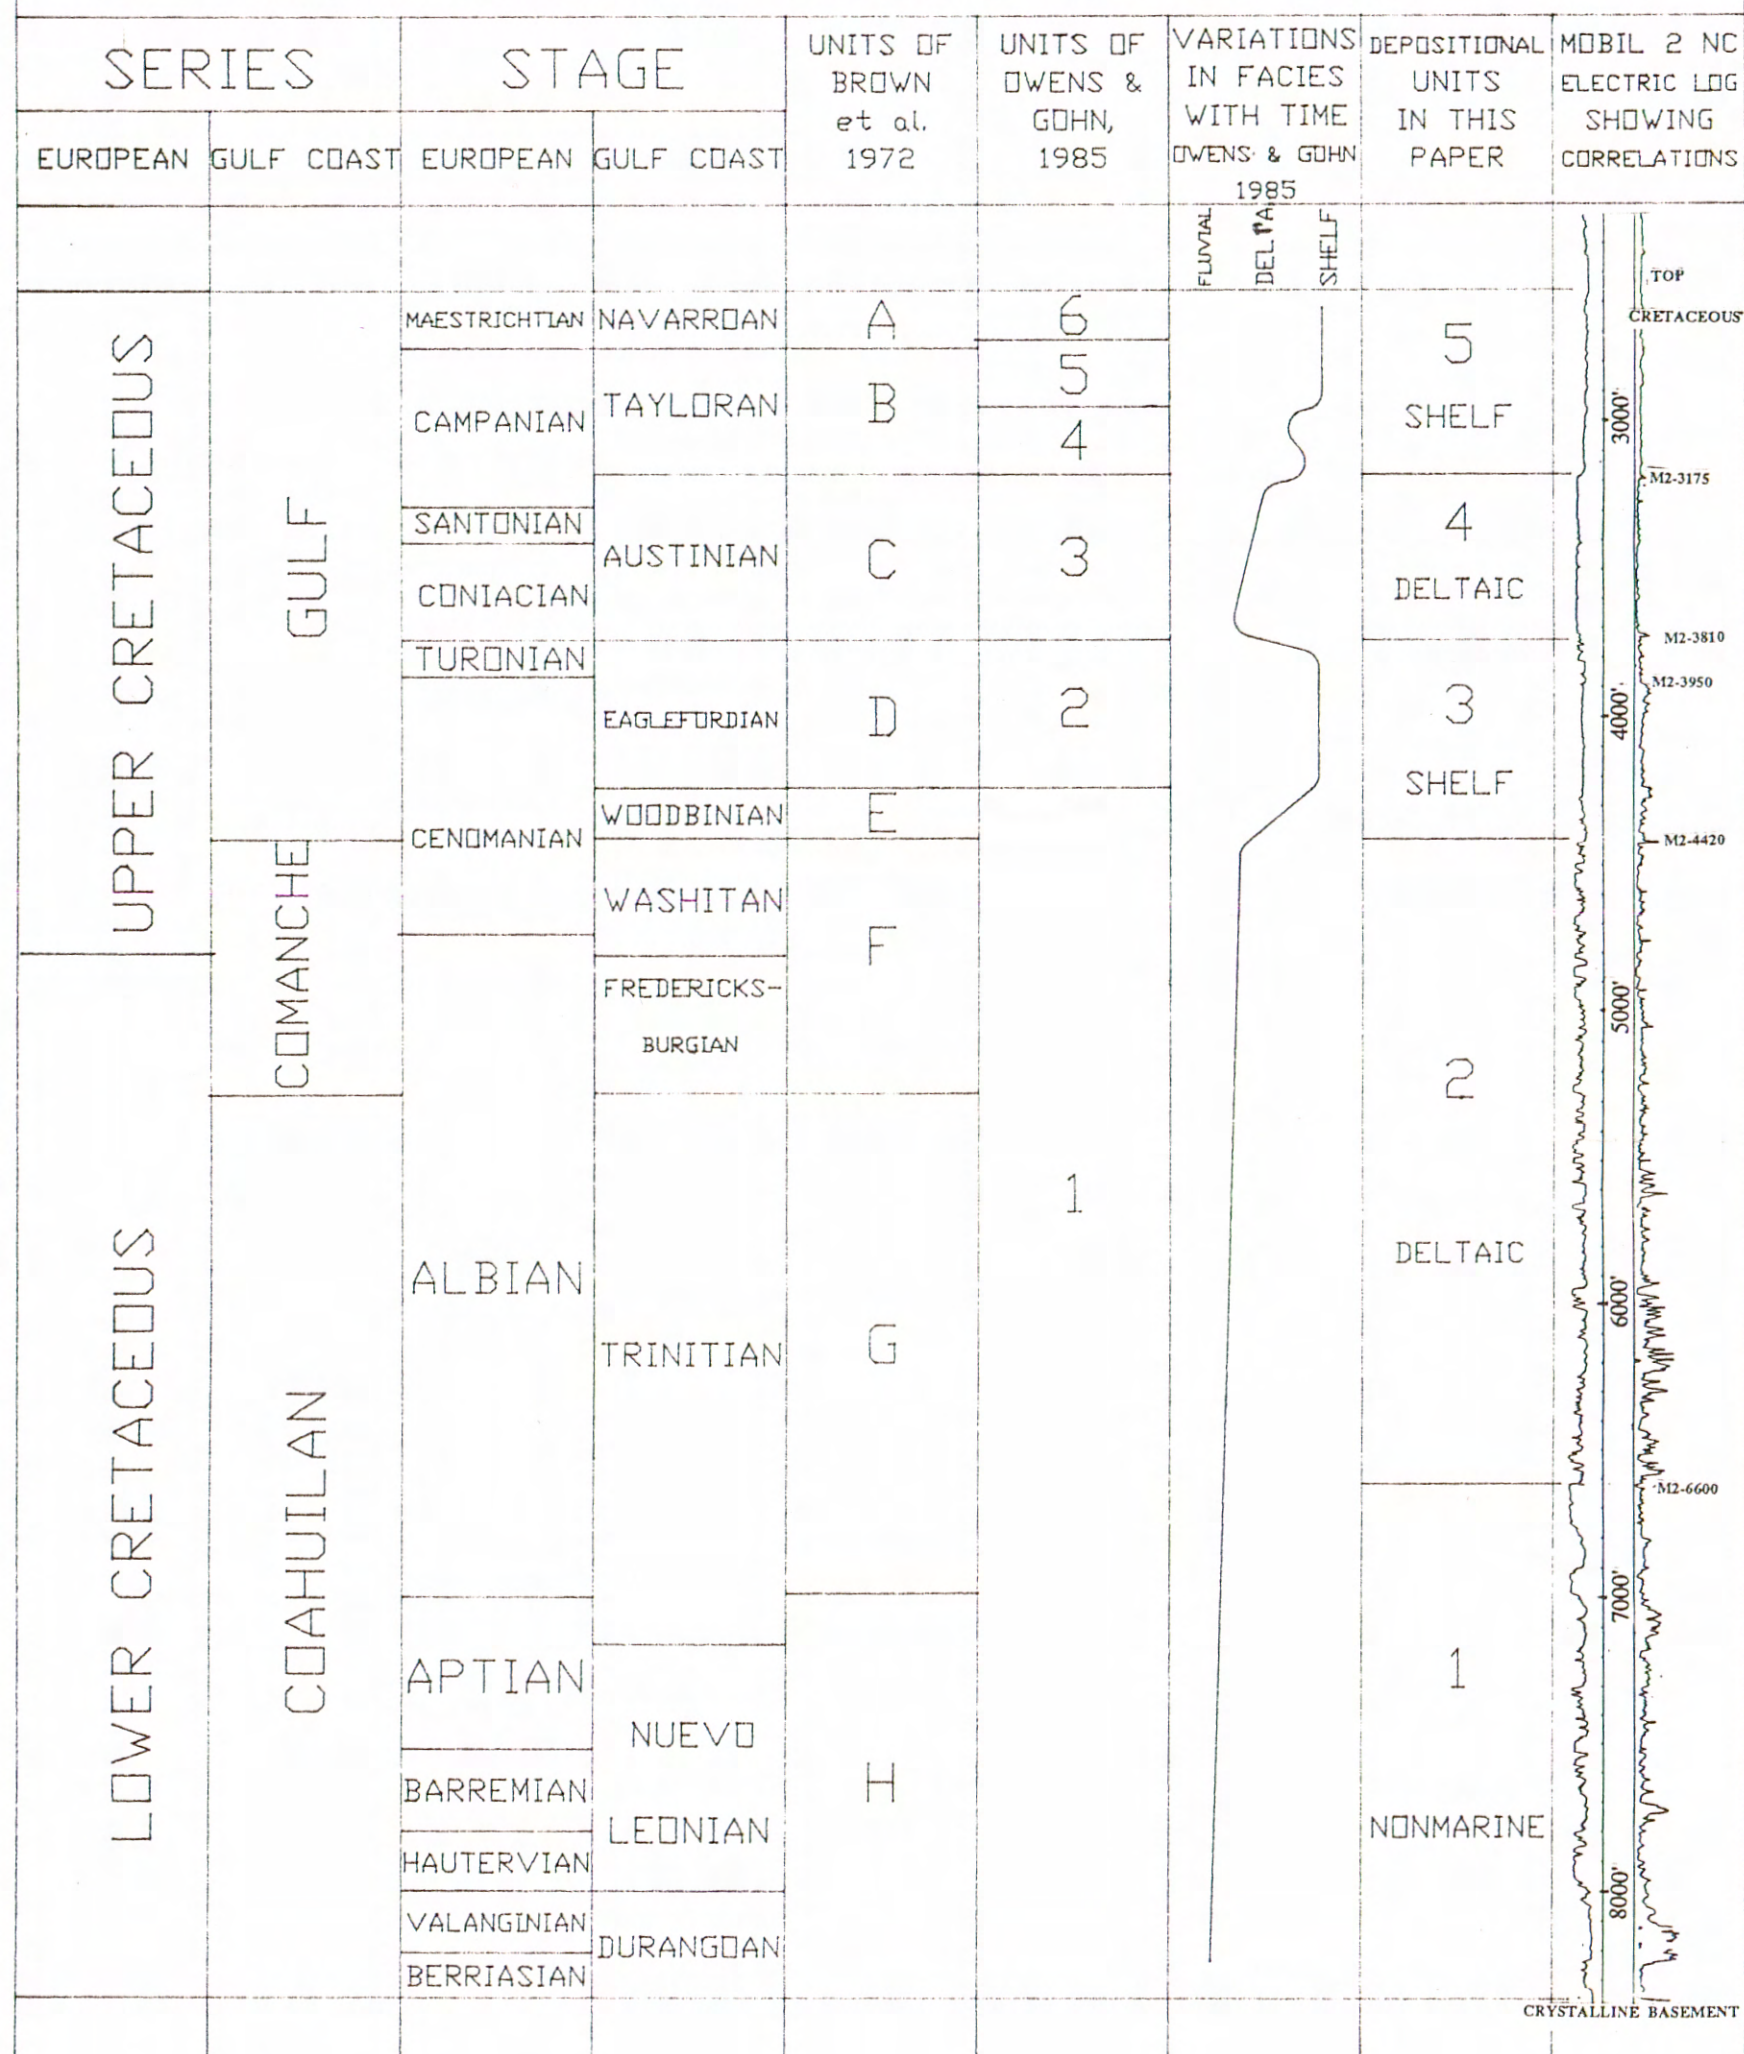 SERIES
STAGE
UNITS OF
BROWN
et al.
1972
UNITS OF
OWENS &
GOHN,
1985
VARIATIONS
IN FACIES
WITH TIME
OWENS & GOHN
1985
DEPOSITIONAL
UNITS
IN THIS
PAPER
MOBIL 2 NC
ELECTRIC LOG
SHOWING
CORRELATIONS
EUROPEAN
GULF COAST
EUROPEAN
GULF COAST
FLUVIAL
DELTA
SHELF
UPPER CRETACEOUS
LOWER CRETACEOUS
GULF
COMANCHE
COAHUILAN
MAESTRICHTIAN
CAMPANIAN
SANTONIAN
CONIACIAN
TURONIAN
CENOMANIAN
ALBIAN
APTIAN
BARREMIAN
HAUTERVIAN
VALANGINIAN
BERRIASIAN
NAVARROAN
TAYLORAN
AUSTINIAN
EAGLEFORDIAN
WOODBINIAN
WASHITAN
FREDERICKS-
BURGIAN
TRINITIAN
NUEVO
LEONIAN
DURANGOAN
A
B
C
D
E
F
G
H
6
5
4
3
2
1
5
SHELF
4
DELTAIC
3
SHELF
2
DELTAIC
1
NONMARINE
TOP
CRETACEOUS
3000'
M2-3175
M2-3810
M2-3950
4000'
M2-4420
5000'
6000'
M2-6600
7000'
8000'
CRYSTALLINE BASEMENT